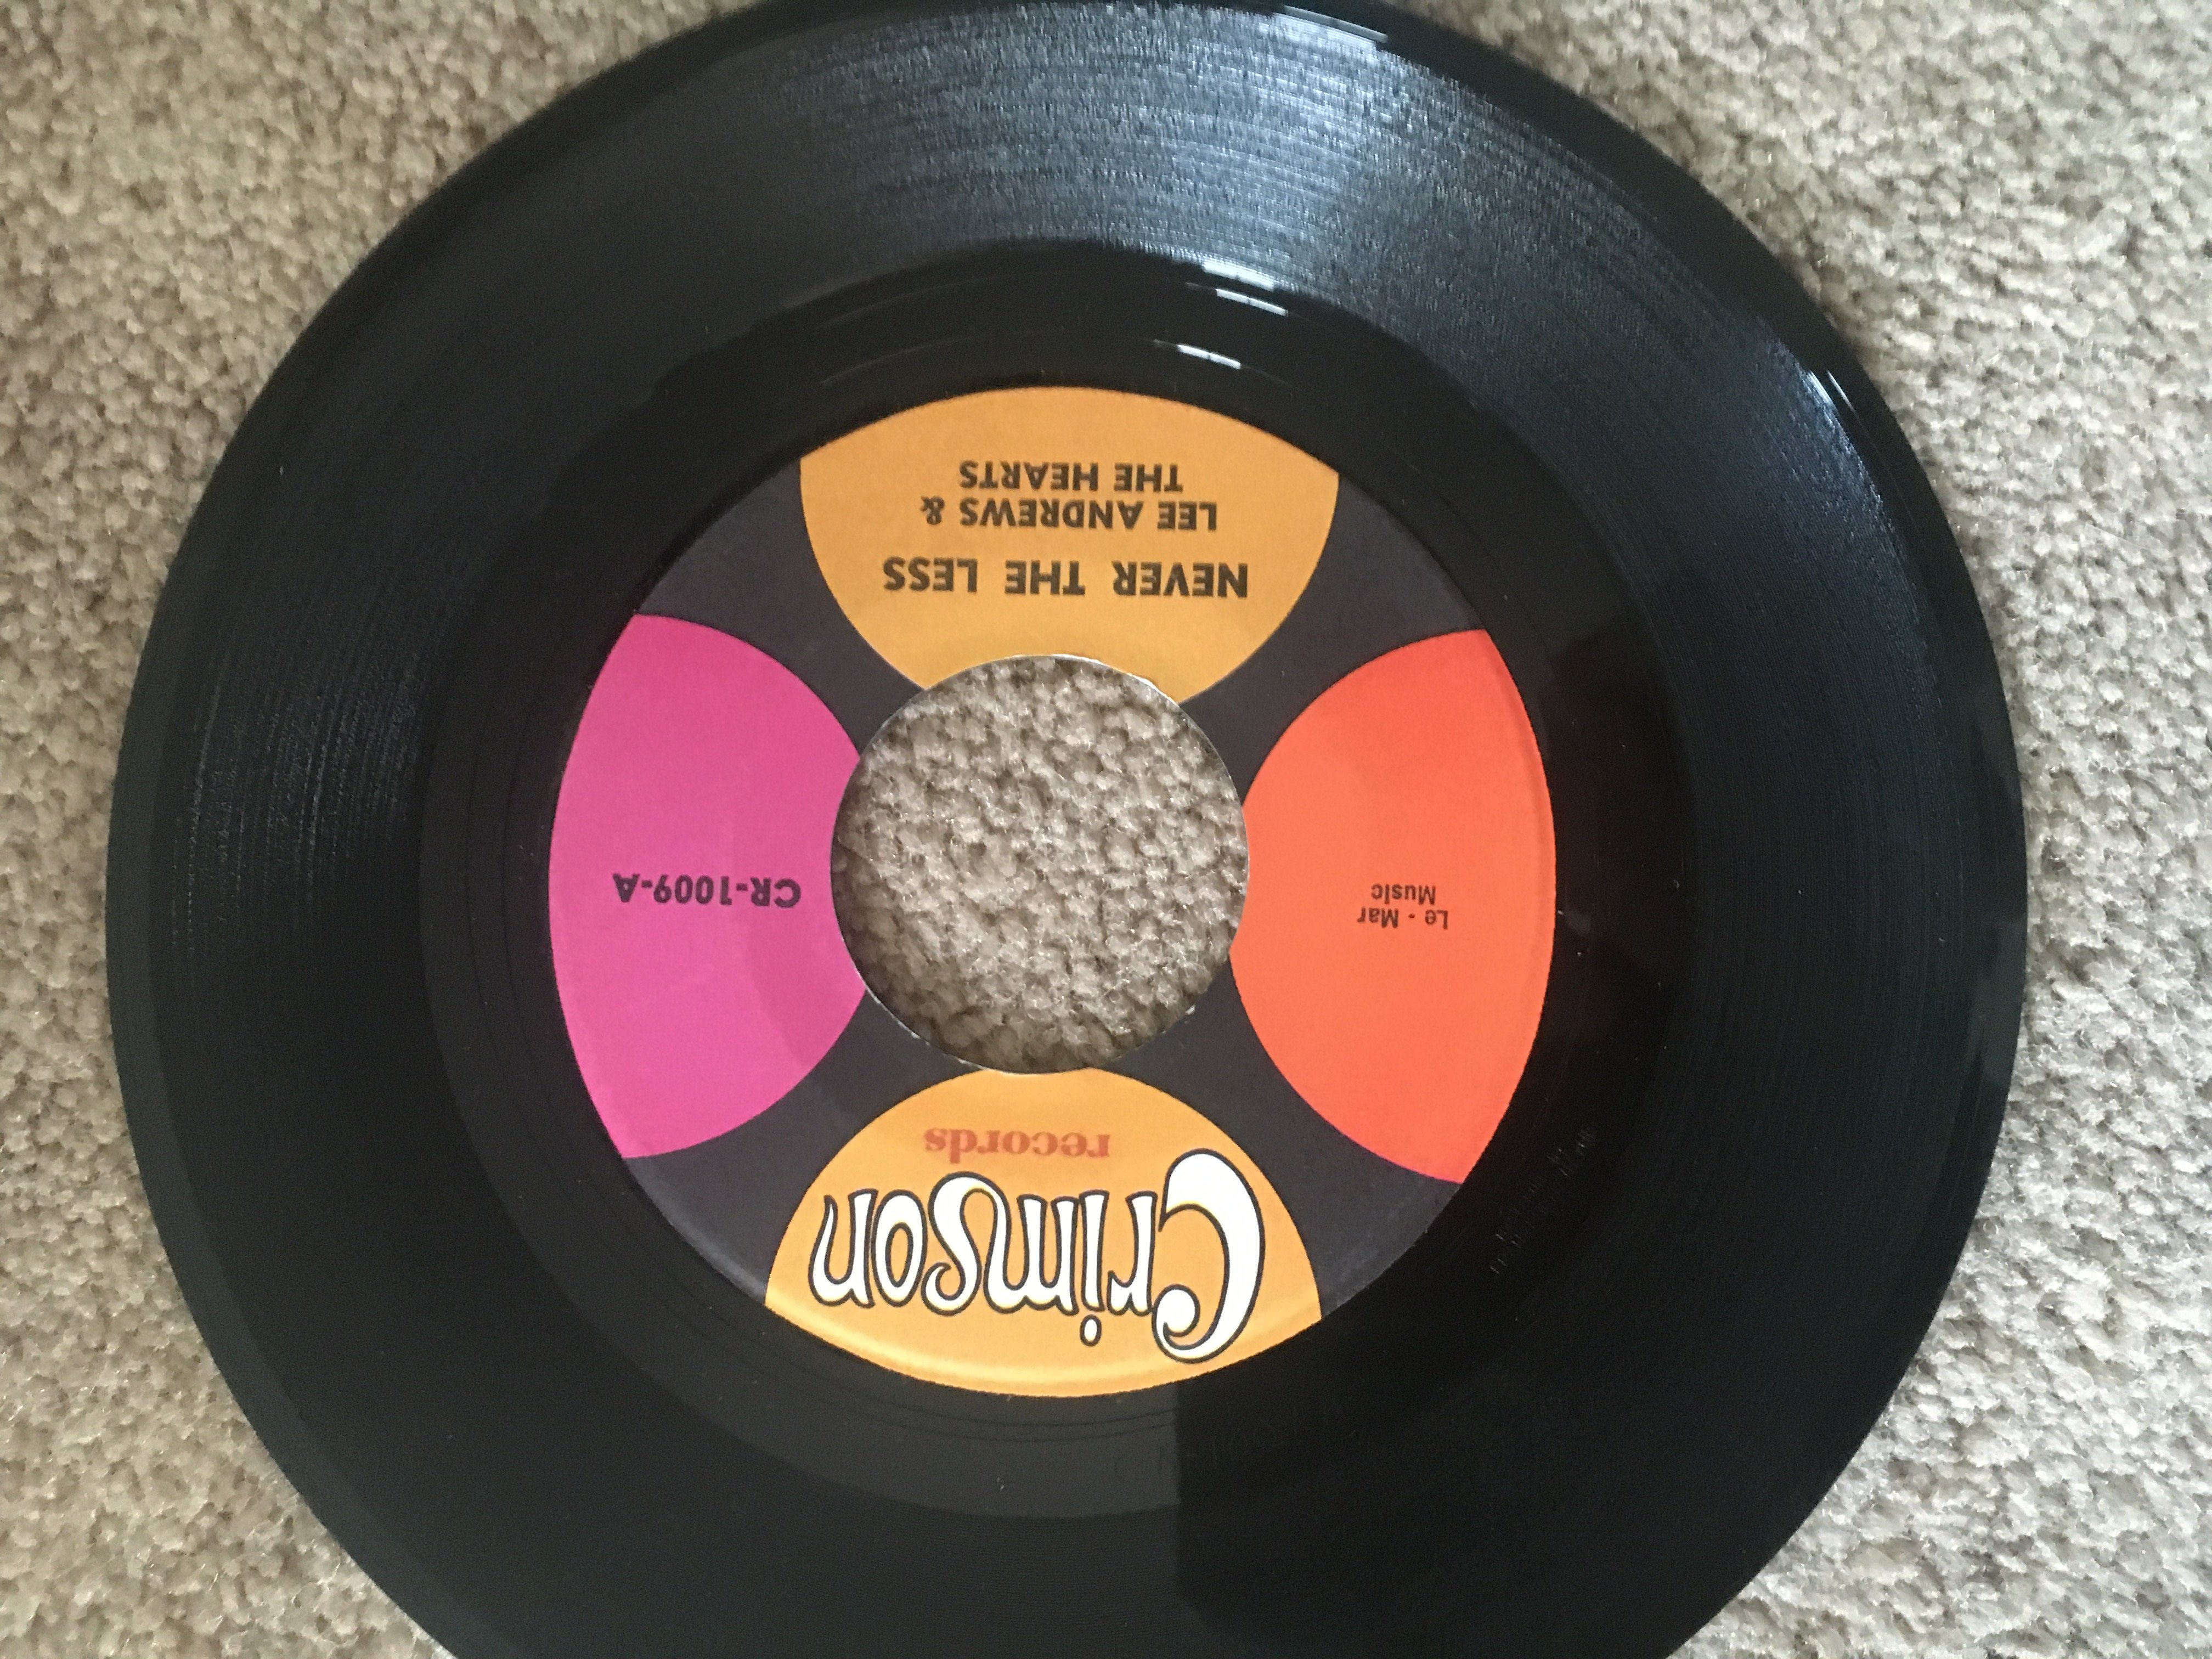 Crimson
records
Le - Mar
Music
CR-1009-A
NEVER THE LESS
LEE ANDREWS &
THE HEARTS